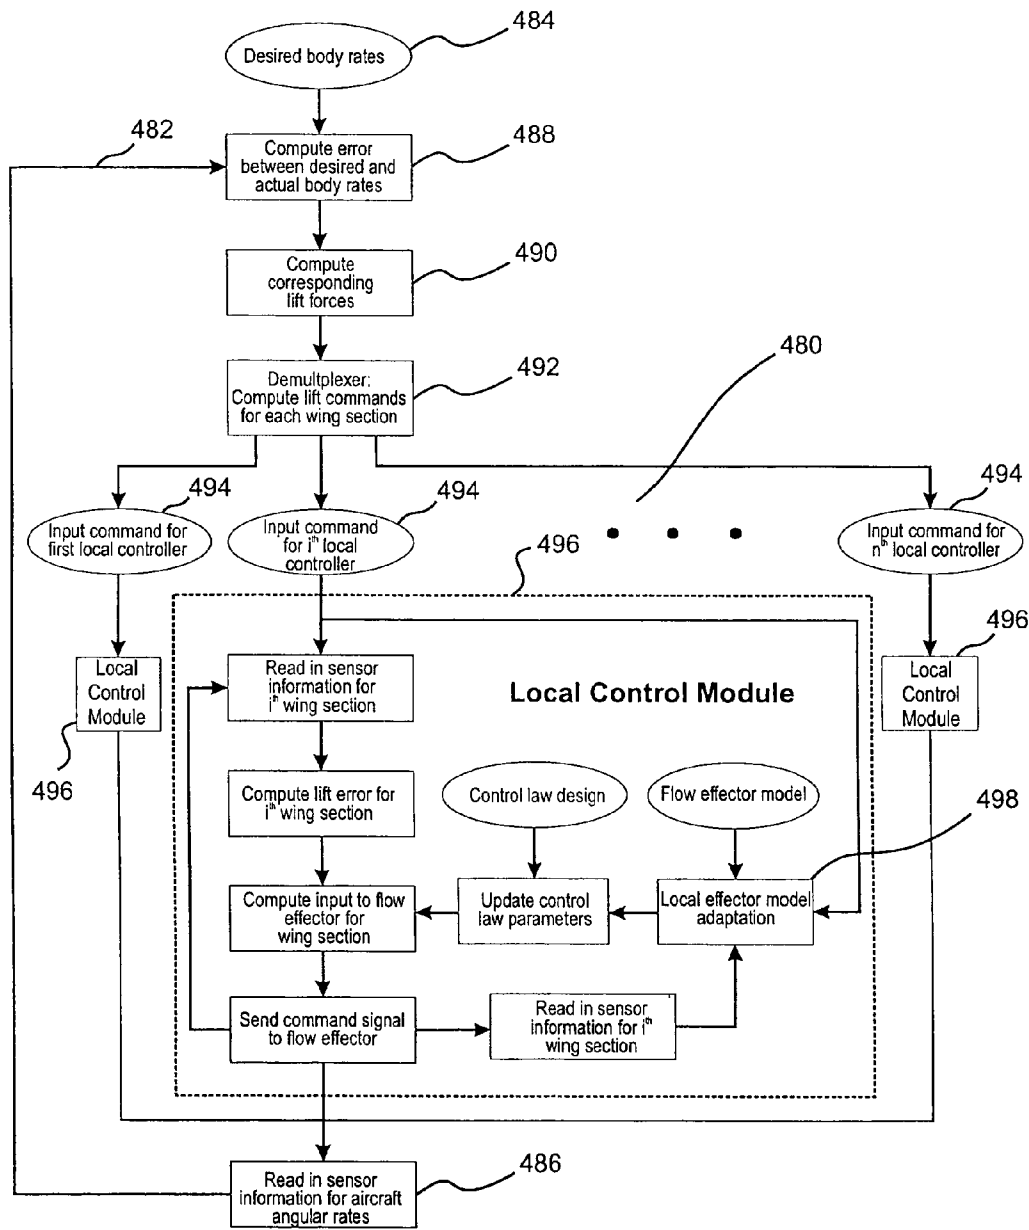 484
Desired body rates
482
488
Compute error
between desired and
actual body rates
490
Compute
corresponding
lift forces
480
492
Demultplexer:
Compute lift commands
for each wing section
494
494
494
Input command for
first local controller
Input command
for ith local
controller
Input command for
nth local controller
496
496
Local
Control
Module
Read in sensor
information for
ith wing section
Local Control Module
Local
Control
Module
496
Compute lift error for
ith wing section
Control law design
Flow effector model
498
Compute input to flow
effector for
wing section
Update control
law parameters
Local effector model
adaptation
Send command signal
to flow effector
Read in sensor
information for ith
wing section
486
Read in sensor
information for aircraft
angular rates